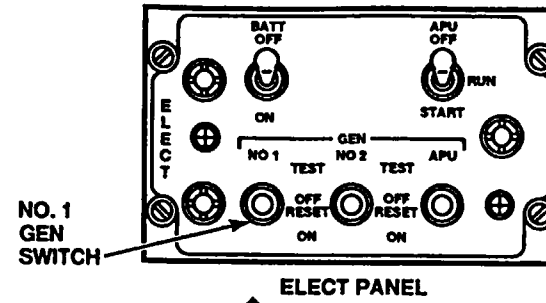 BATT
OFF
APU
OFF
RUN
ON
START
ELECT
GEN
NO 1
NO 2
APU
TEST
TEST
OFF
RESET
OFF
RESET
ON
ON
NO. 1
GEN
SWITCH
ELECT PANEL